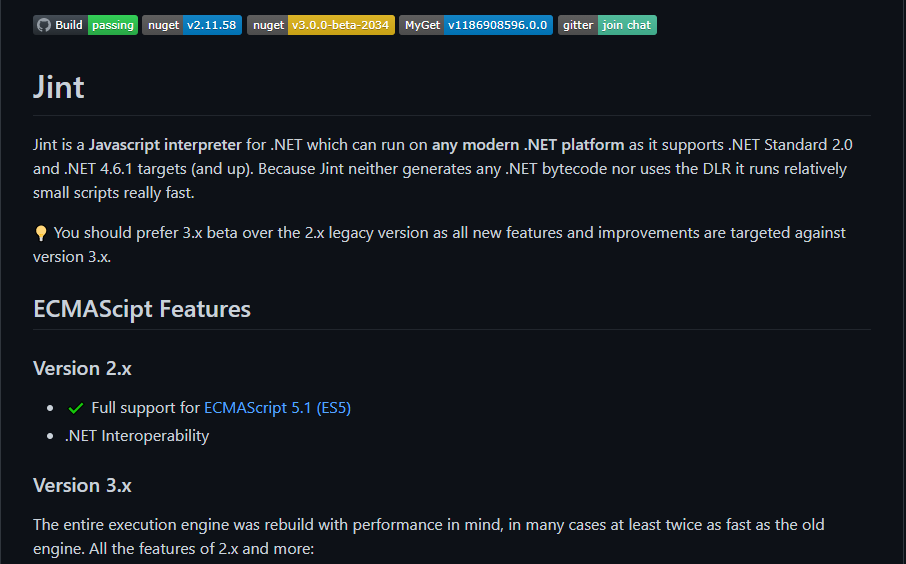 Build passing nuget v2.11.58 nuget v3.0.0-beta-2034 MyGet v1186908596.0.0 gitter join chat
Jint
Jint is a Javascript interpreter for .NET which can run on any modern .NET platform as it supports .NET Standard 2.0
and .NET 4.6.1 targets (and up). Because Jint neither generates any .NET bytecode nor uses the DLR it runs relatively
small scripts really fast.
You should prefer 3.x beta over the 2.x legacy version as all new features and improvements are targeted against
version 3.x.
ECMAScipt Features
Version 2.x
Full support for ECMAScript 5.1 (ES5)
.NET Interoperability
Version 3.x
The entire execution engine was rebuild with performance in mind, in many cases at least twice as fast as the old
engine. All the features of 2.x and more: